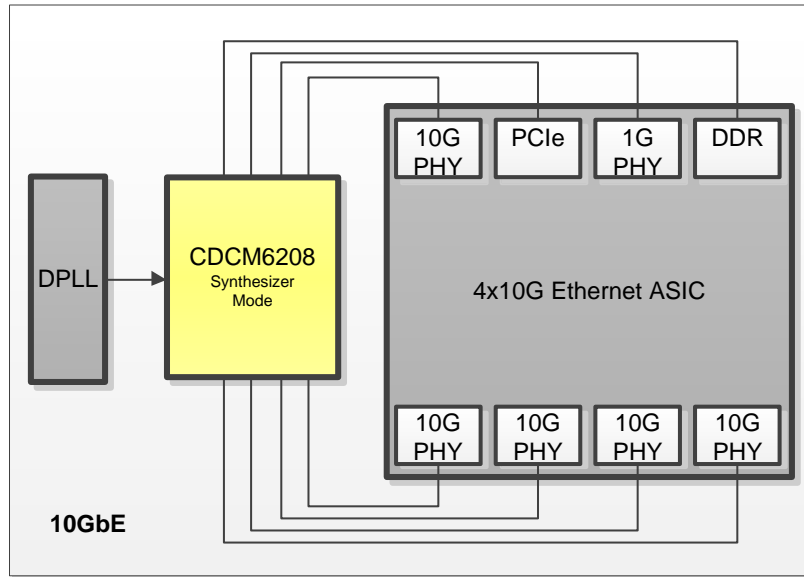 10G
PHY
PCIe
1G
PHY
DDR
DPLL
CDCM6208
Synthesizer
Mode
4x10G Ethernet ASIC
10G
PHY
10G
PHY
10G
PHY
10G
PHY
10GbE